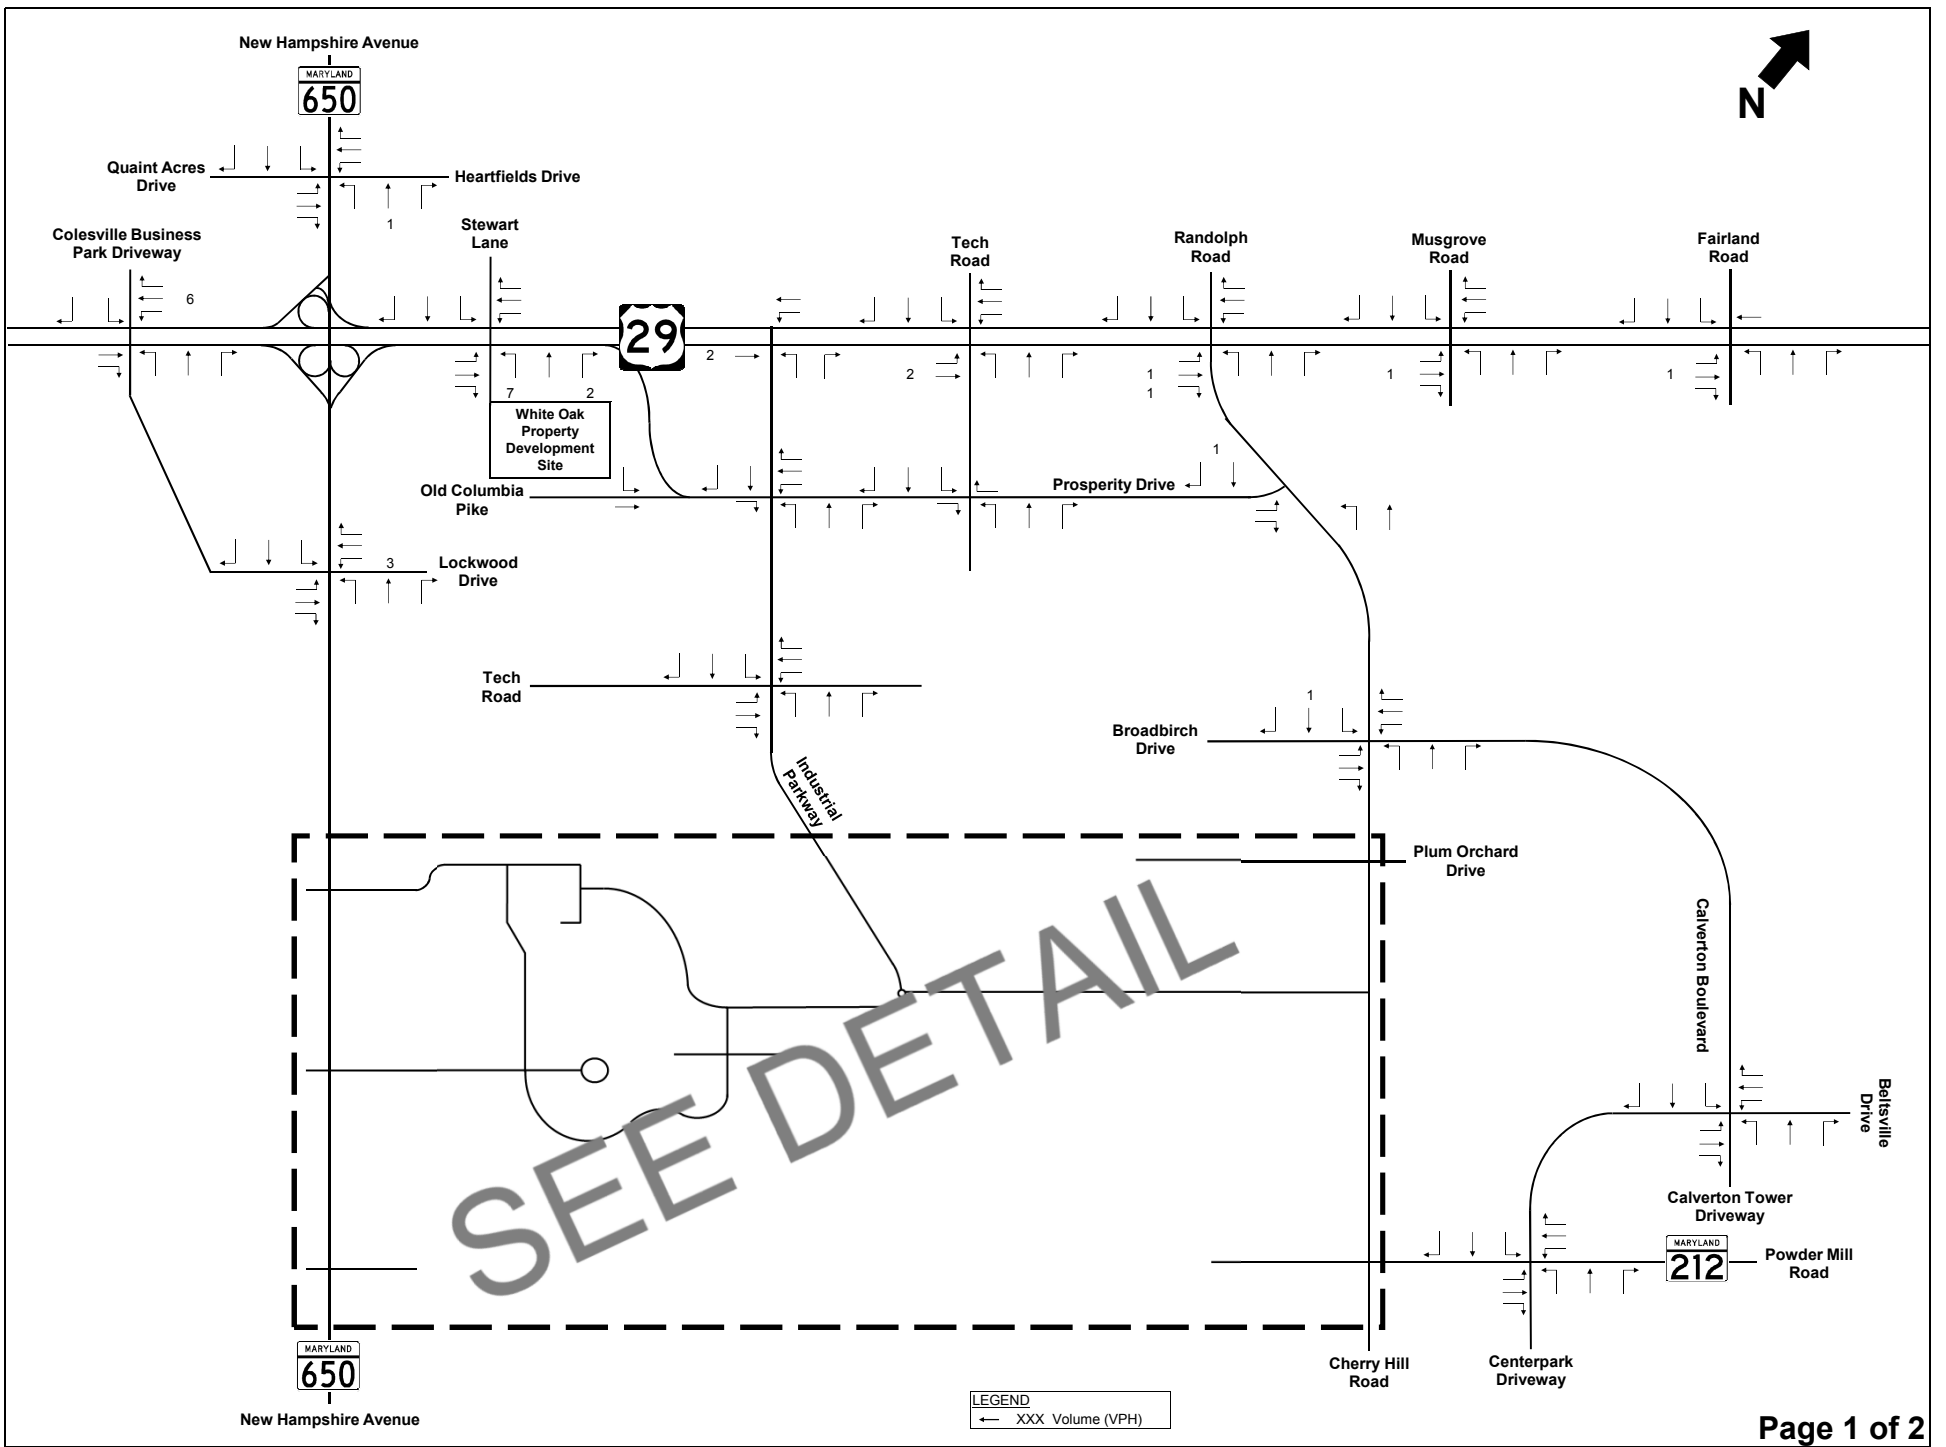 New Hampshire Avenue
MARYLAND
650
N
Quaint Acres
Drive
Heartfields Drive
1
Colesville Business
Park Driveway
Stewart
Lane
Tech
Road
Randolph
Road
Musgrove
Road
Fairland
Road
6
29
2
2
1
1
1
1
7
2
White Oak
Property
Development
Site
1
Old Columbia
Pike
Prosperity Drive
3
Lockwood
Drive
Tech
Road
1
Broadbirch
Drive
Industrial
Parkway
Plum Orchard
Drive
SEE DETAIL
Calverton Boulevard
Beltsville
Drive
Calverton Tower
Driveway
MARYLAND
212
Powder Mill
Road
MARYLAND
650
Cherry Hill
Road
Centerpark
Driveway
New Hampshire Avenue
LEGEND
XXX Volume (VPH)
Page 1 of 2